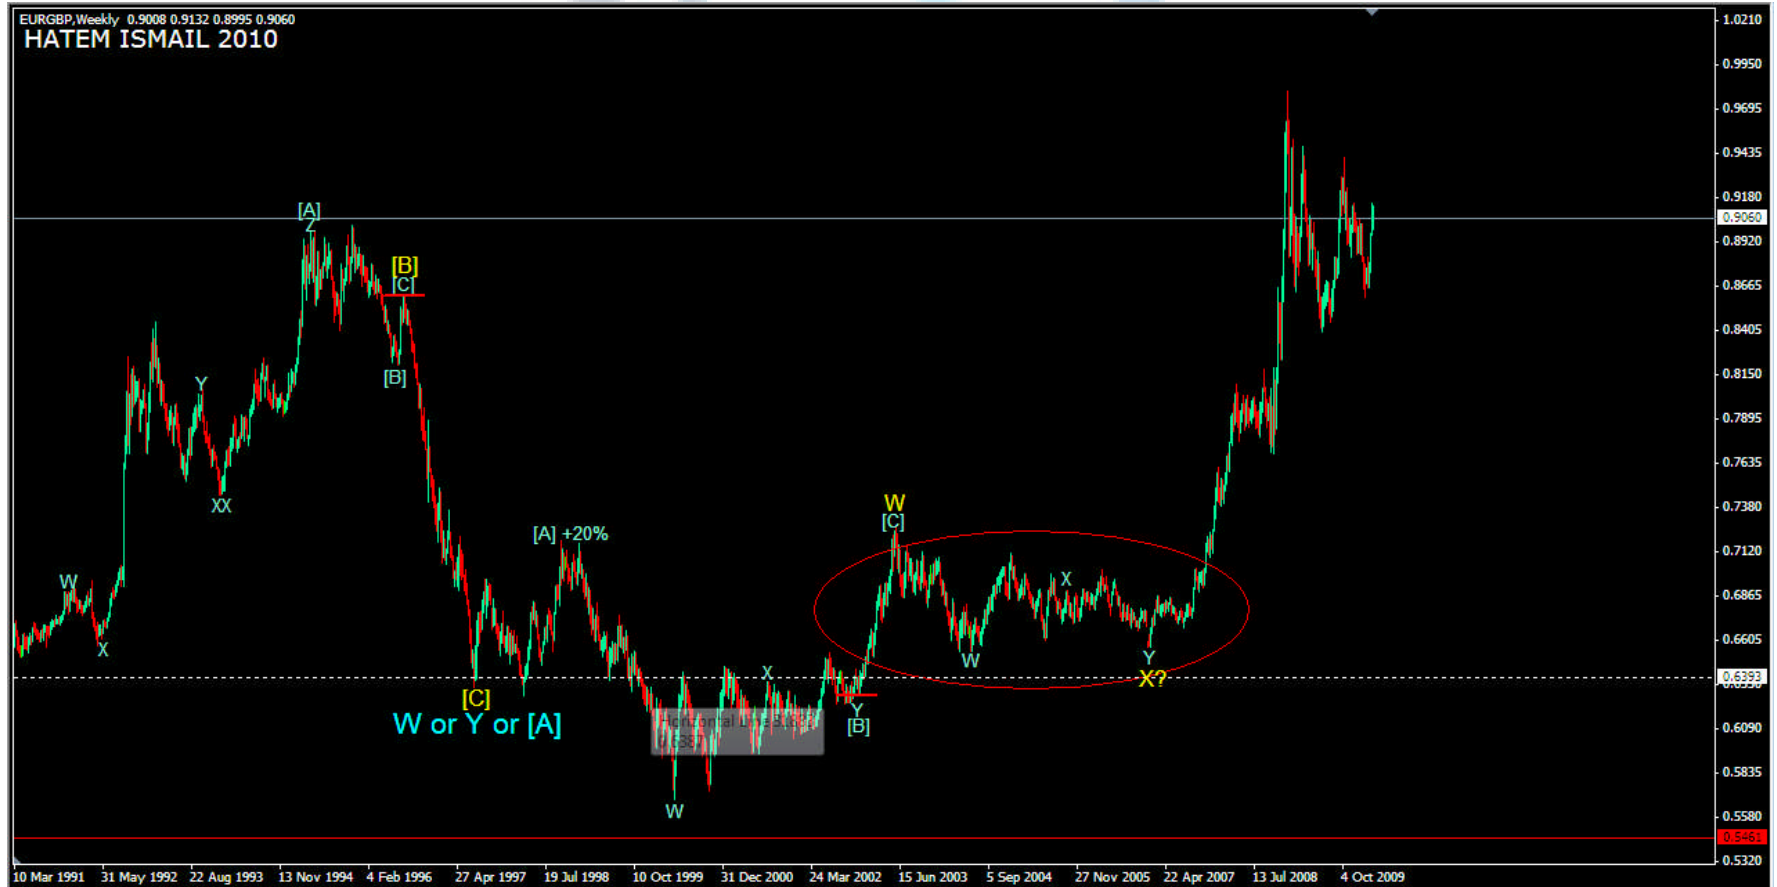 EURGBP,Weekly 0.9008 0.9132 0.8995 0.9060
HATEM ISMAIL 2010
1.0210
0.9950
0.9695
0.9435
0.9180
0.9060
0.8920
0.8665
0.8405
0.8150
0.7895
0.7635
0.7380
0.7120
0.6865
0.6605
0.6393
0.6090
0.5835
0.5580
0.5461
0.5320
[A]
Z
[B]
[C]
[B]
Y
XX
W
X
[A] +20%
[C]
W or Y or [A]
W
X
Y
[B]
W
[C]
W
X
Y
X?
Horizontal Line
10 Mar 1991 31 May 1992 22 Aug 1993 13 Nov 1994 4 Feb 1996 27 Apr 1997 19 Jul 1998 10 Oct 1999 31 Dec 2000 24 Mar 2002 15 Jun 2003 5 Sep 2004 27 Nov 2005 22 Apr 2007 13 Jul 2008 4 Oct 2009